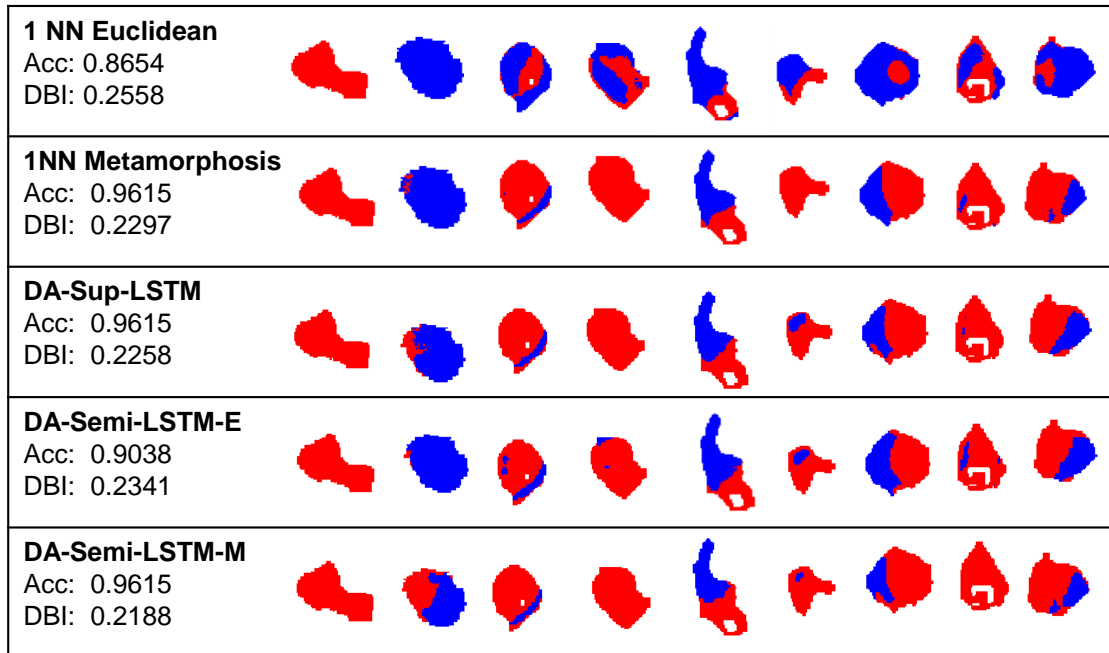 1 NN Euclidean
Acc: 0.8654
DBI: 0.2558
1NN Metamorphosis
Acc: 0.9615
DBI: 0.2297
DA-Sup-LSTM
Acc: 0.9615
DBI: 0.2258
DA-Semi-LSTM-E
Acc: 0.9038
DBI: 0.2341
DA-Semi-LSTM-M
Acc: 0.9615
DBI: 0.2188